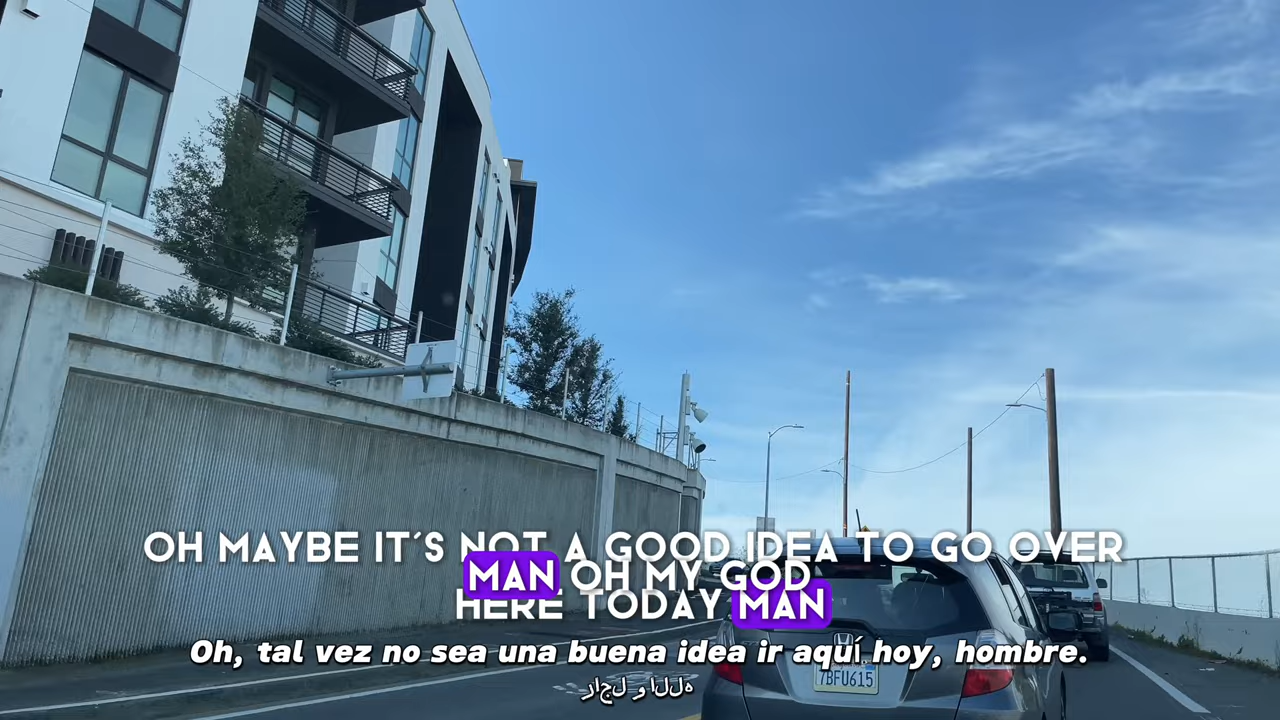 OH MAYBE IT'S NOT A GOOD IDEA TO GO OVER
MAN OH MY GOD
HERE TODAY MAN
Oh, tal vez no sea una buena idea ir aquí hoy, hombre.
راجل و الله
7BFU615